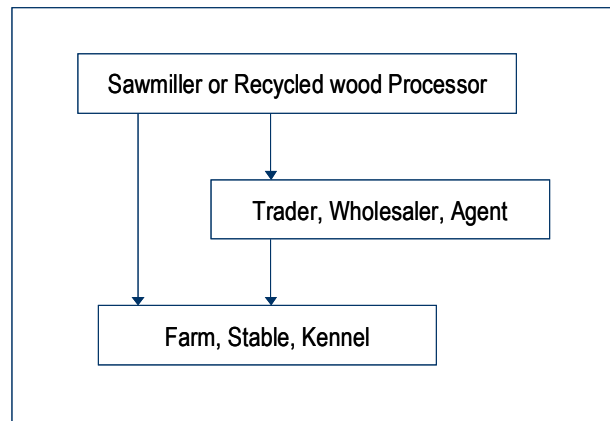 Sawmiller or Recycled wood Processor
Trader, Wholesaler, Agent
Farm, Stable, Kennel